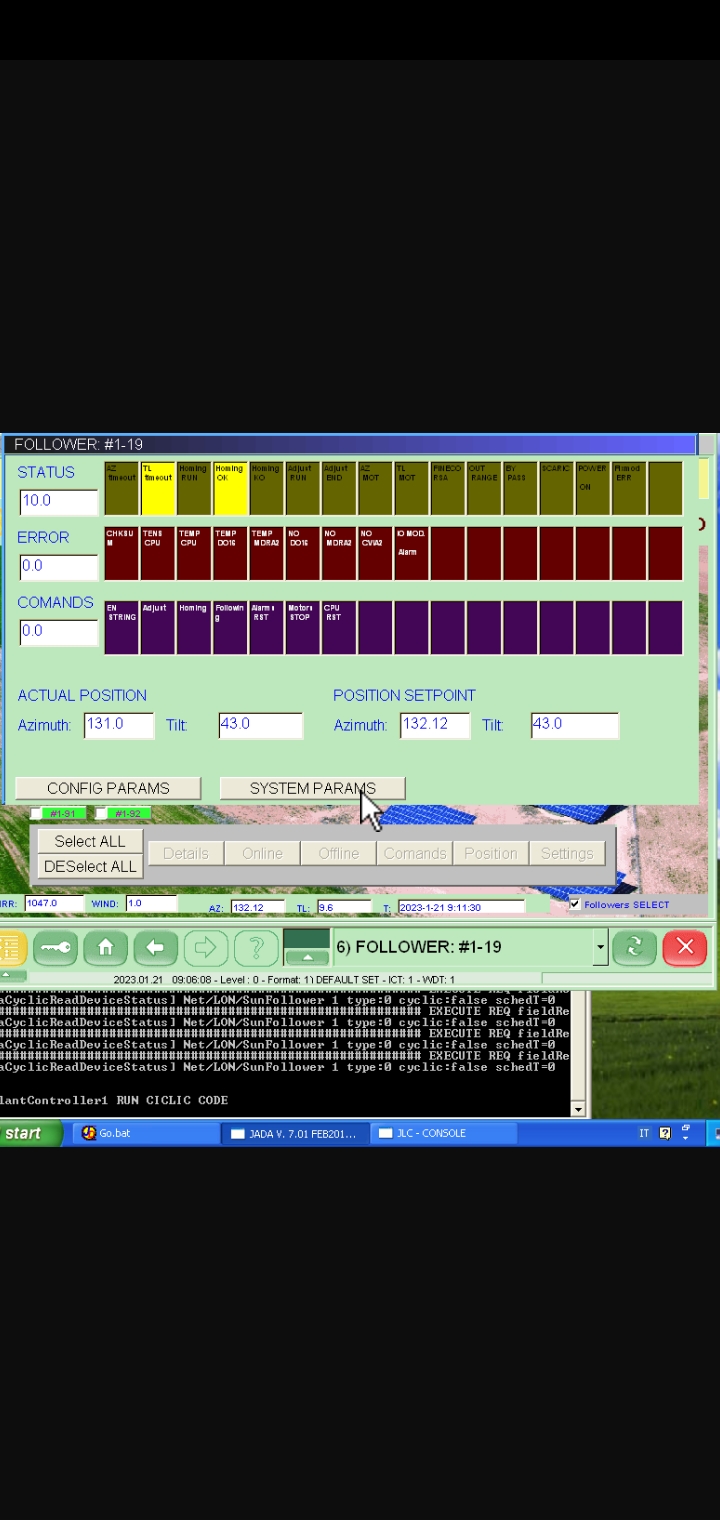 FOLLOWER: #1-19
STATUS
10.0
AZ timeout
TL timeout
Homing RUN
Homing OK
Homing KO
Adjust RUN
Adjust END
AZ MOT
TL MOT
FINECO RSA
OUT RANGE
BY PASS
SCARIC
POWER ON
ERR
ERROR
0.0
CHKSU M
TENS CPU
TEMP CPU
TEMP DO16
TEMP MDRA2
NO DO16
NO MDRA2
NO CVIA2
IO MOD. Alarm
COMANDS
0.0
EN STRING
Adjust
Homing
Followin g
Alarms RST
Motors STOP
CPU RST
ACTUAL POSITION
POSITION SETPOINT
Azimuth: 131.0 Tilt: 43.0
Azimuth: 132.12 Tilt: 43.0
CONFIG PARAMS
SYSTEM PARAMS
#1-91
#1-92
Select ALL
DESelect ALL
Details
Online
Offline
Comands
Position
Settings
RR: 1047.0 WIND: 1.0 AZ: 132.12 TL: 9.6 T: 2023-1-21 9:11:30 Followers SELECT
6) FOLLOWER: #1-19
2023.01.21 09:06:08 - Level : 0 - Format: 1) DEFAULT SET - ICT: 1 - WDT: 1
aCyclicReadDeviceStatus] Net/LON/SunFollower 1 type:0 cyclic:false schedT=0
EXECUTE REQ fieldRe
aCyclicReadDeviceStatus] Net/LON/SunFollower 1 type:0 cyclic:false schedT=0
EXECUTE REQ fieldRe
aCyclicReadDeviceStatus] Net/LON/SunFollower 1 type:0 cyclic:false schedT=0
EXECUTE REQ fieldRe
aCyclicReadDeviceStatus] Net/LON/SunFollower 1 type:0 cyclic:false schedT=0
lantController1 RUN CICLIC CODE
start
Go.bat
JADA V. 7.01 FEB201...
JLC - CONSOLE
IT